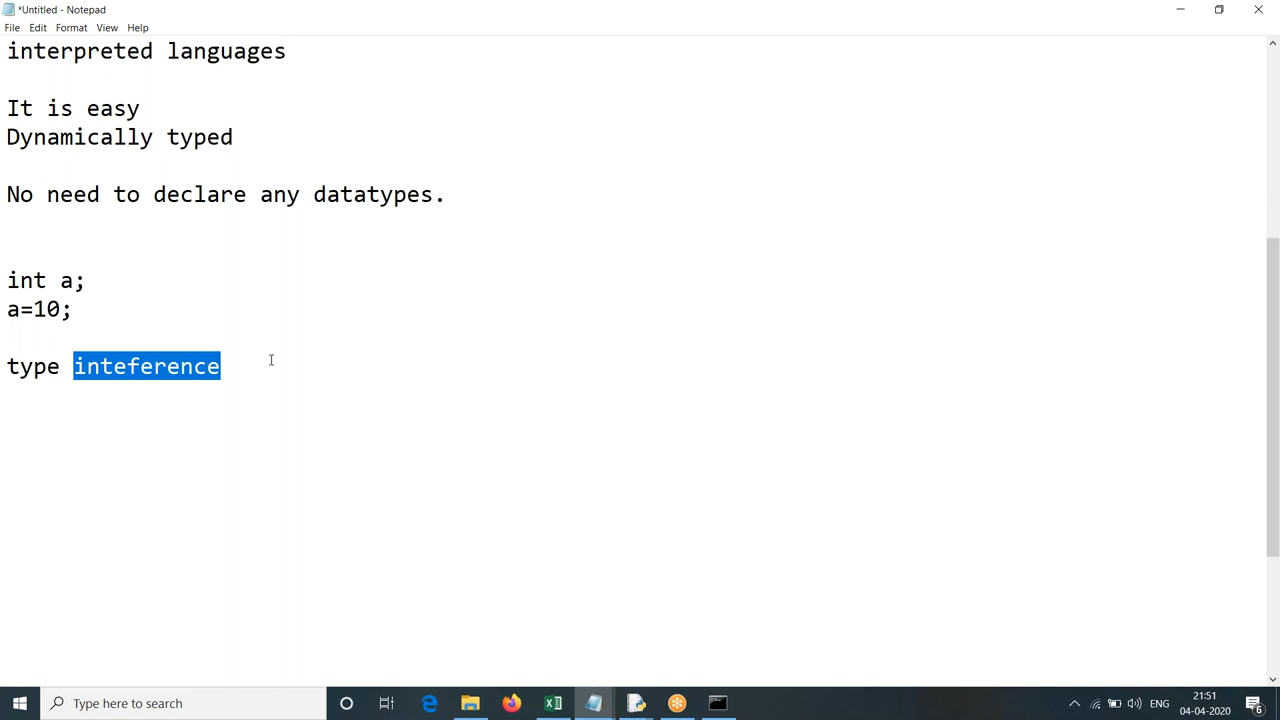 *Untitled - Notepad
File Edit Format View Help
interpreted languages
It is easy
Dynamically typed
No need to declare any datatypes.
int a;
a=10;
type inteference
Type here to search
ENG
21:51
04-04-2020
6